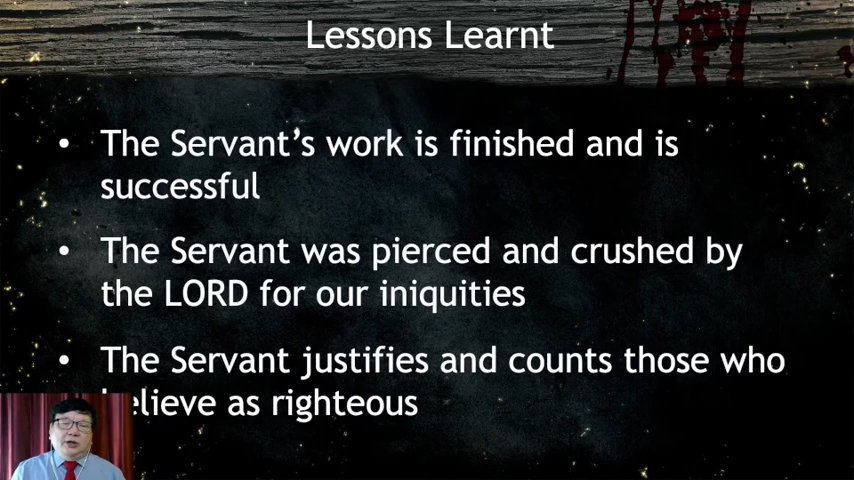 Lessons Learnt
• The Servant's work is finished and is
successful
• The Servant was pierced and crushed by
the LORD for our iniquities
• The Servant justifies and counts those who
believe as righteous